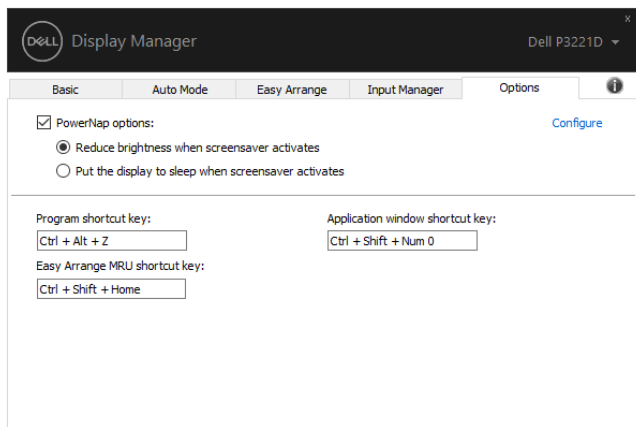 x
DELL Display Manager
Dell P3221D
Basic
Auto Mode
Easy Arrange
Input Manager
Options
i
PowerNap options:
Configure
Reduce brightness when screensaver activates
Put the display to sleep when screensaver activates
Program shortcut key:
Application window shortcut key:
Ctrl + Alt + Z
Ctrl + Shift + Num 0
Easy Arrange MRU shortcut key:
Ctrl + Shift + Home